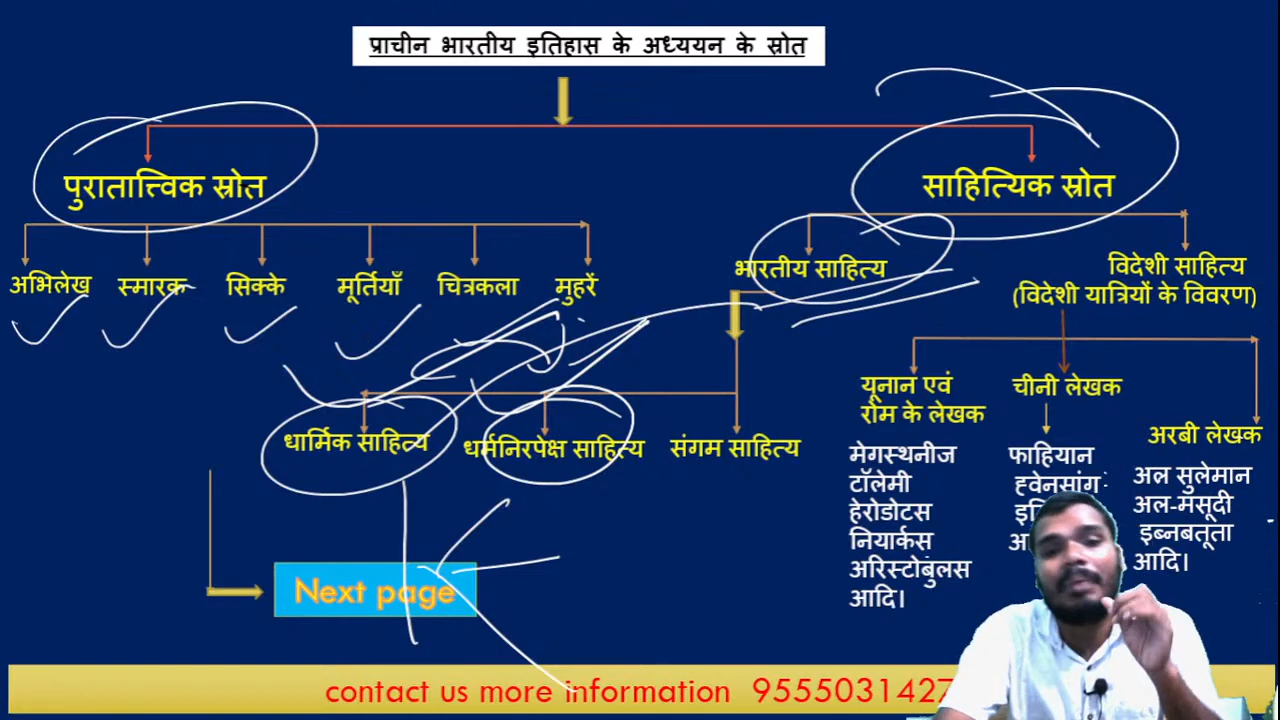 प्राचीन भारतीय इतिहास के अध्ययन के स्रोत
पुरातात्त्विक स्रोत
साहित्यिक स्रोत
अभिलेख स्मारक सिक्के मूर्तियाँ चित्रकला मुहरें
भारतीय साहित्य
विदेशी साहित्य
(विदेशी यात्रियों के विवरण)
धार्मिक साहित्य धर्मनिरपेक्ष साहित्य संगम साहित्य
यूनान एवं
रोम के लेखक
मेगस्थनीज
टॉलेमी
हेरोडोटस
नियार्कस
अरिस्टोबुलस
आदि।
चीनी लेखक
फाहियान
ह्वेनसांग
अरबी लेखक
अल सुलेमान
अल-मसूदी
इब्नबतूता
आदि।
Next page
contact us more information 9555031427